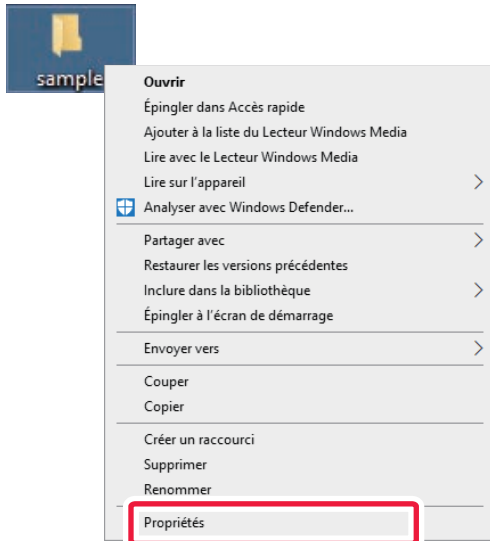 sample
Ouvrir
Épingler dans Accès rapide
Ajouter à la liste du Lecteur Windows Media
Lire avec le Lecteur Windows Media
Lire sur l'appareil
Analyser avec Windows Defender...
Partager avec
Restaurer les versions précédentes
Inclure dans la bibliothèque
Épingler à l'écran de démarrage
Envoyer vers
Couper
Copier
Créer un raccourci
Supprimer
Renommer
Propriétés